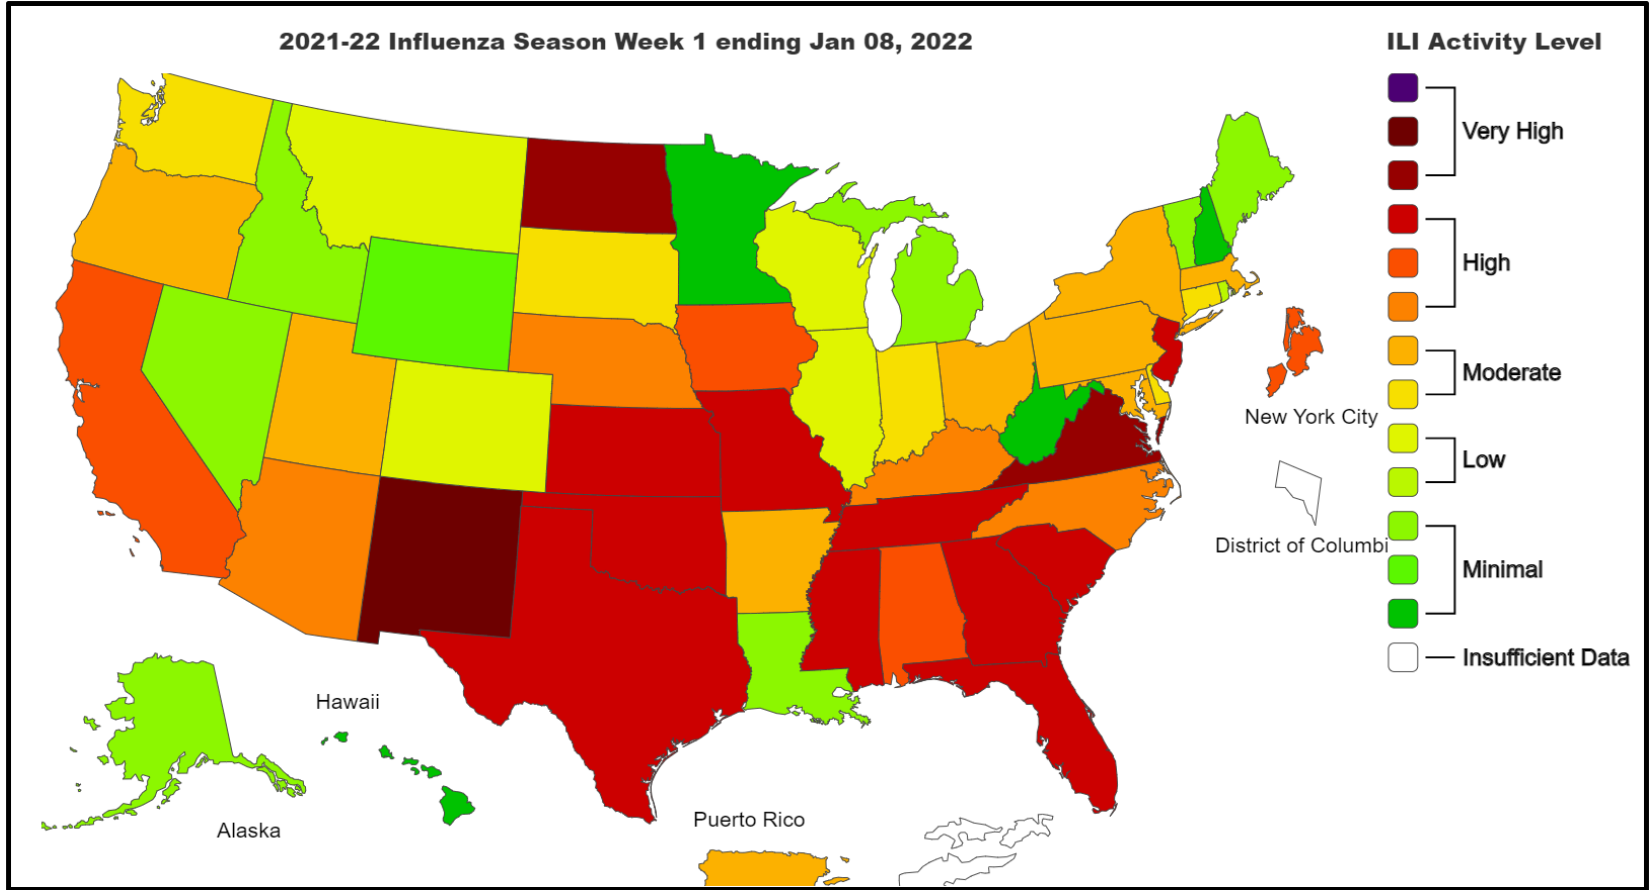 2021-22 Influenza Season Week 1 ending Jan 08, 2022
ILI Activity Level
Very High
High
Moderate
Low
Minimal
Insufficient Data
New York City
District of Columbi
Hawaii
Alaska
Puerto Rico